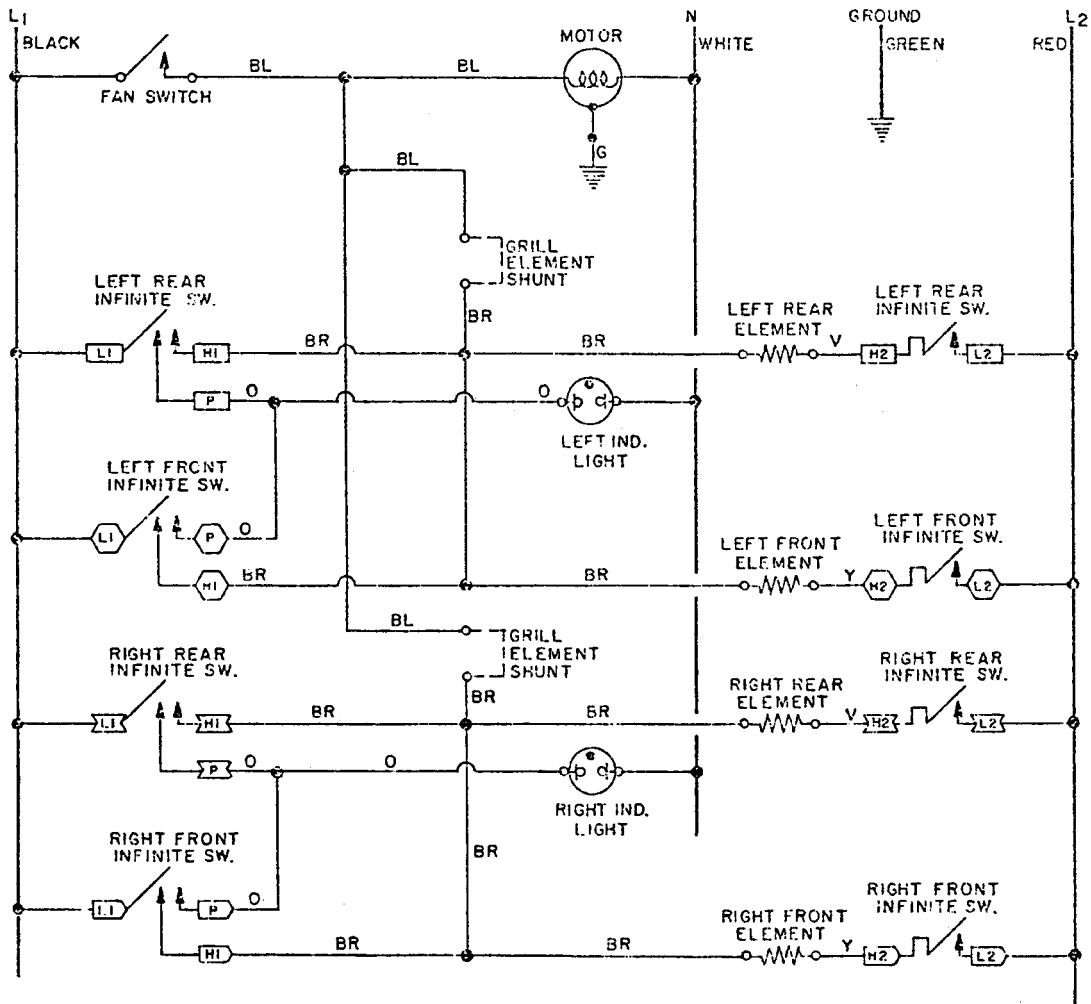 L1
BLACK
N
WHITE
GROUND
GREEN
L2
RED
FAN SWITCH
BL
BL
MOTOR
G
BL
GRILL
ELEMENT
SHUNT
BR
LEFT REAR
INFINITE SW.
L1
H1
BR
BR
LEFT REAR
ELEMENT
V
LEFT REAR
INFINITE SW.
H2
L2
P
O
O
LEFT IND.
LIGHT
LEFT FRONT
INFINITE SW.
L1
P
O
H1
BR
BR
LEFT FRONT
ELEMENT
Y
LEFT FRONT
INFINITE SW.
H2
L2
BL
GRILL
ELEMENT
SHUNT
BR
RIGHT REAR
INFINITE SW.
L1
H1
BR
BR
RIGHT REAR
ELEMENT
V
RIGHT REAR
INFINITE SW.
H2
L2
P
O
O
RIGHT IND.
LIGHT
RIGHT FRONT
INFINITE SW.
L1
P
O
BR
H1
BR
BR
RIGHT FRONT
ELEMENT
Y
RIGHT FRONT
INFINITE SW.
H2
L2